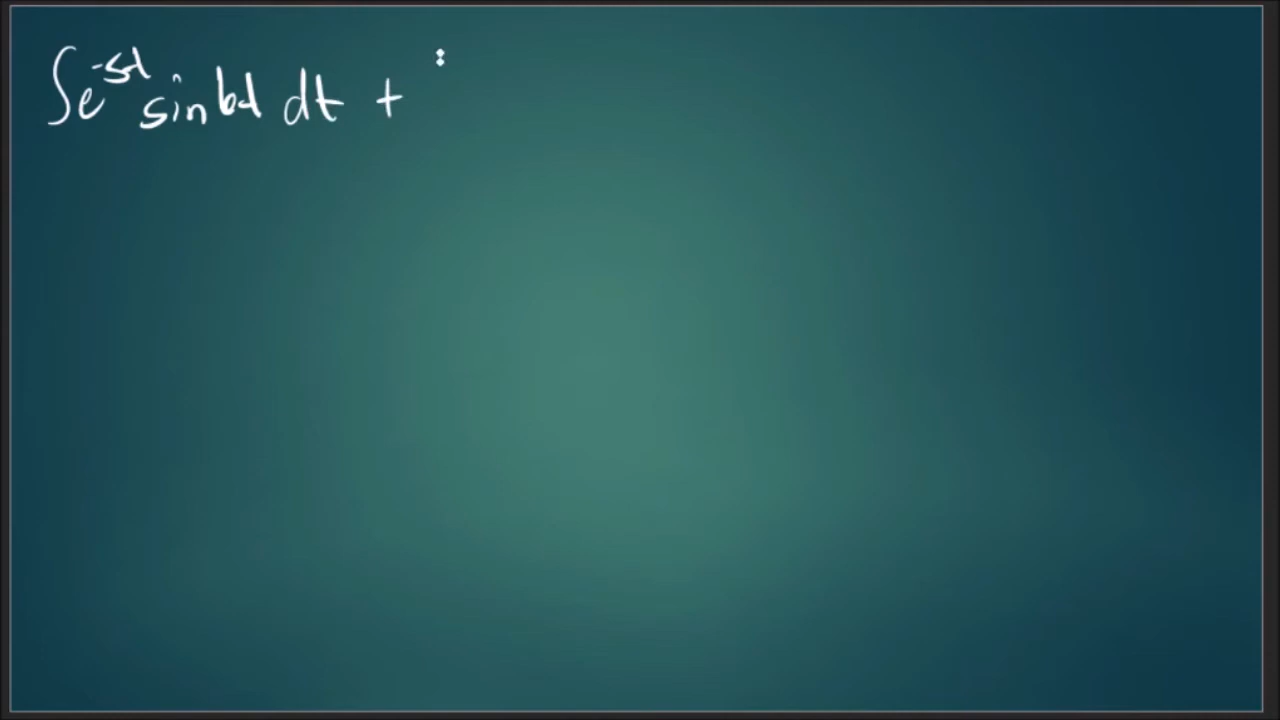 ∫e^{-st} sin bt dt +